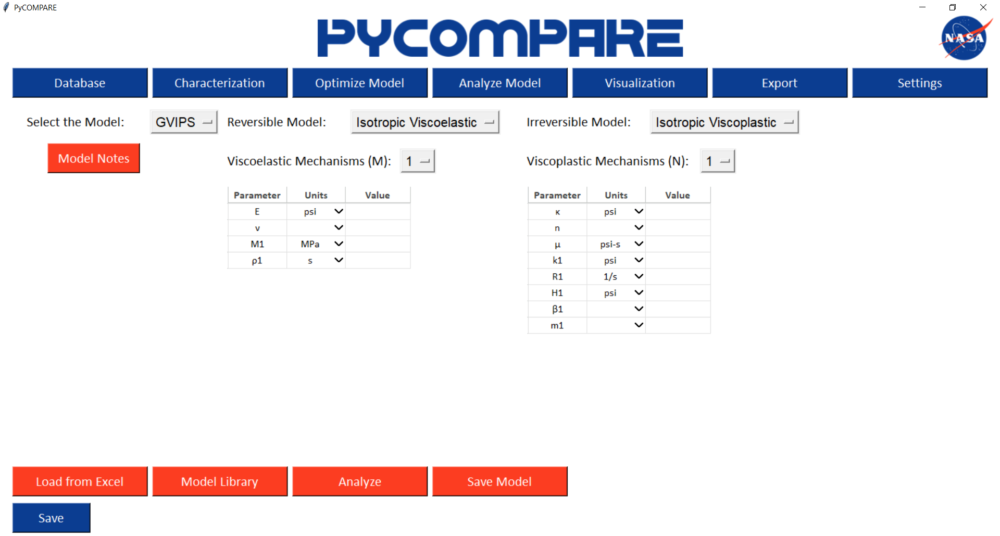 PyCOMPARE
PYCOMPARE
NASA
Database Characterization Optimize Model Analyze Model Visualization Export Settings
Select the Model: GVIPS Reversible Model: Isotropic Viscoelastic Irreversible Model: Isotropic Viscoplastic
Model Notes
Viscoelastic Mechanisms (M): 1 Viscoplastic Mechanisms (N): 1
Parameter Units Value
E psi
ν
M1 MPa
ρ1 s
Parameter Units Value
κ psi
n
μ psi-s
k1 psi
R1 1/s
H1 psi
β1
m1
Load from Excel Model Library Analyze Save Model
Save